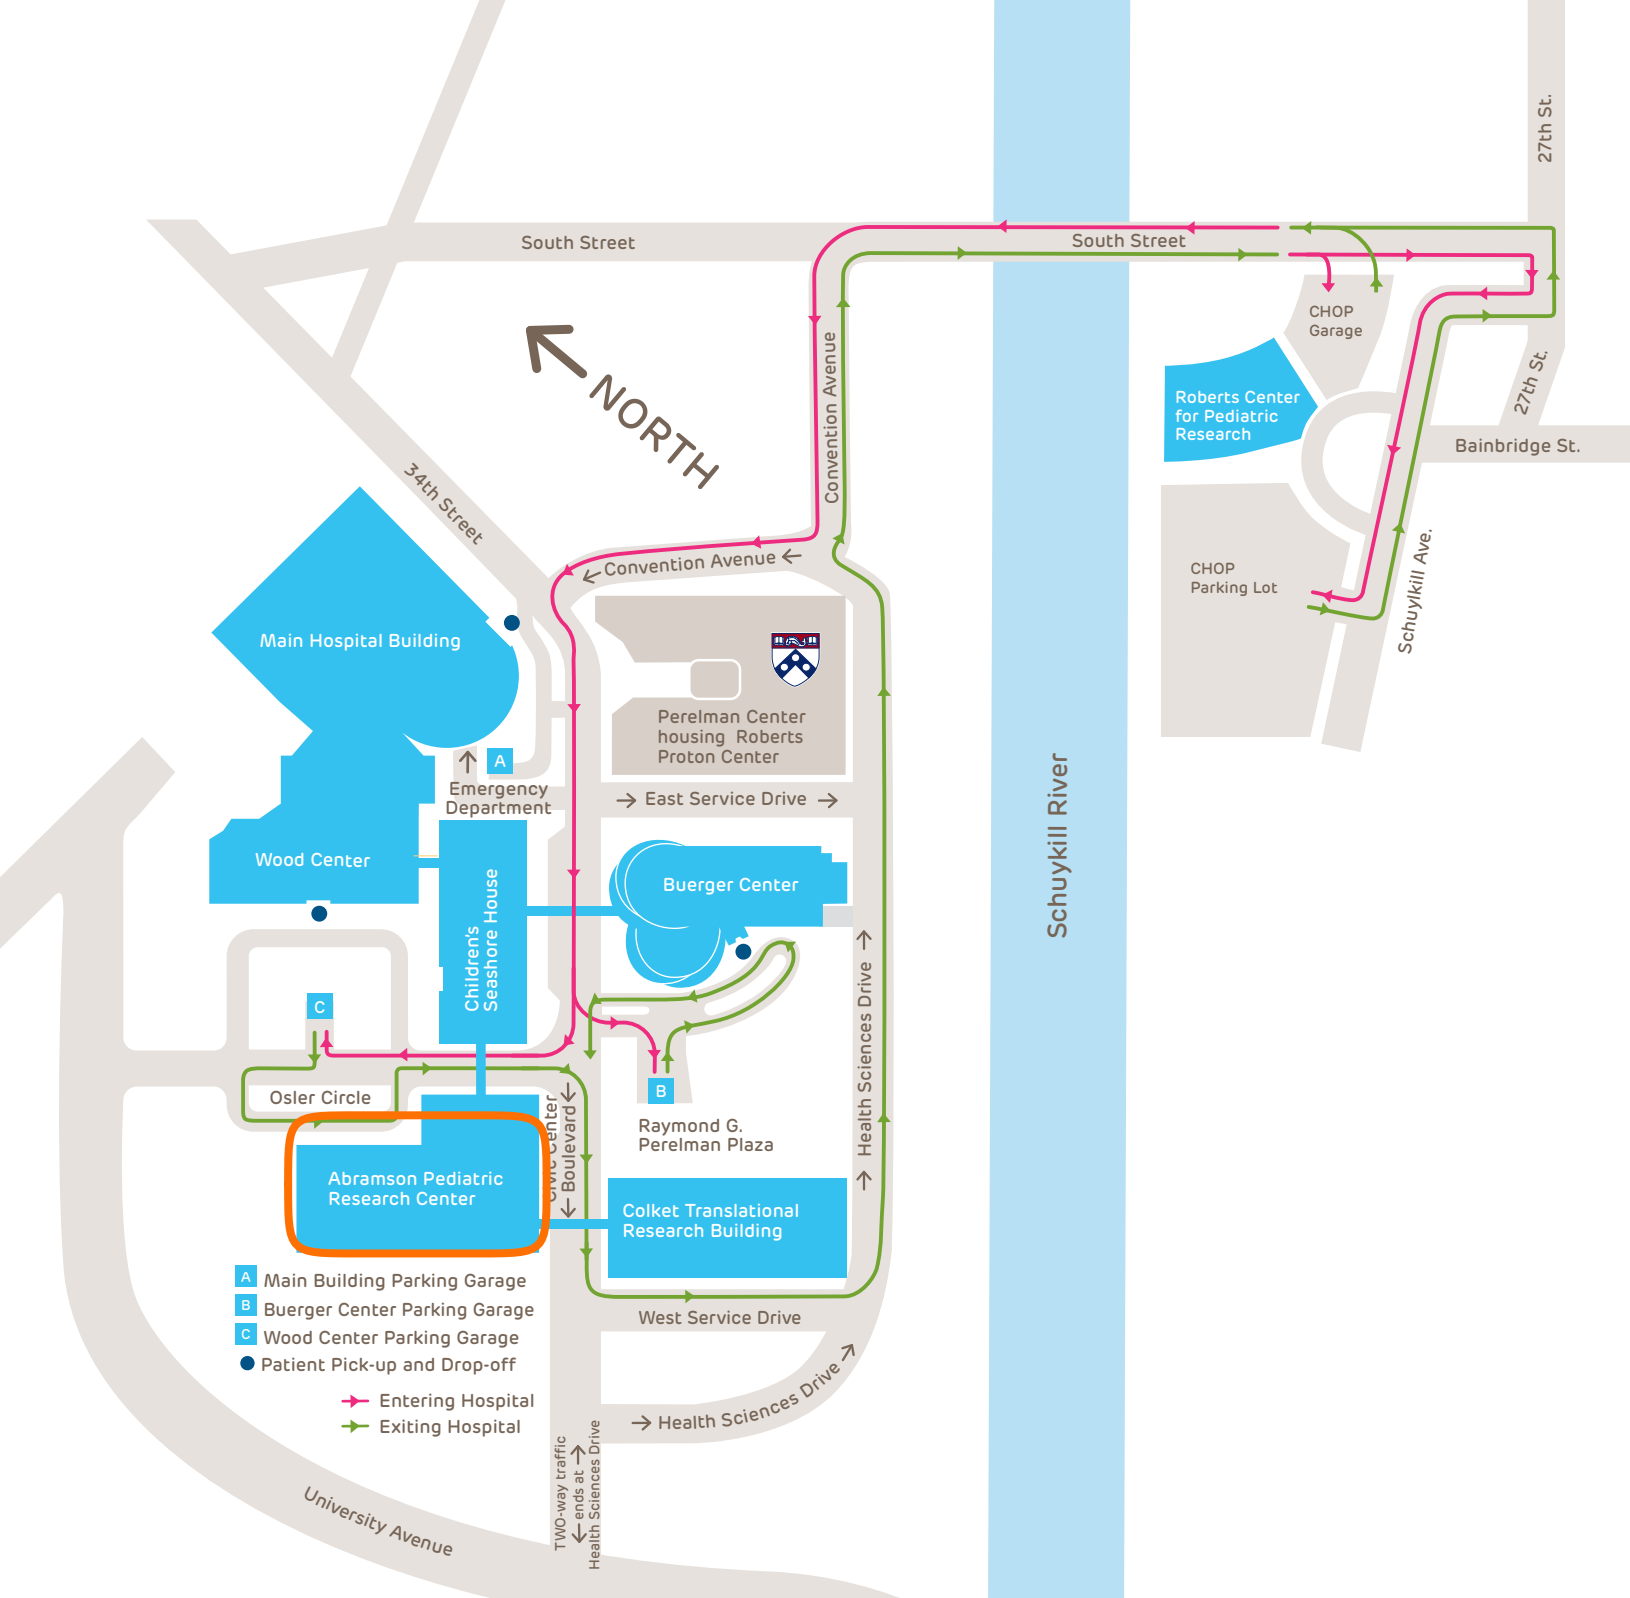 27th St.
South Street
South Street
CHOP
Garage
Convention Avenue
NORTH
Roberts Center
for Pediatric
Research
27th St.
Bainbridge St.
34th Street
Convention Avenue
CHOP
Parking Lot
Schuylkill Ave.
Main Hospital Building
Perelman Center
housing Roberts
Proton Center
A
Emergency
Department
East Service Drive
Schuykill River
Wood Center
Buerger Center
Children's
Seashore House
C
Health Sciences Drive
B
Osler Circle
Civic Center
Boulevard
Raymond G.
Perelman Plaza
Abramson Pediatric
Research Center
Colket Translational
Research Building
A Main Building Parking Garage
B Buerger Center Parking Garage
C Wood Center Parking Garage
Patient Pick-up and Drop-off
West Service Drive
Entering Hospital
Exiting Hospital
Health Sciences Drive
TWO-way traffic
ends at
Health Sciences Drive
University Avenue